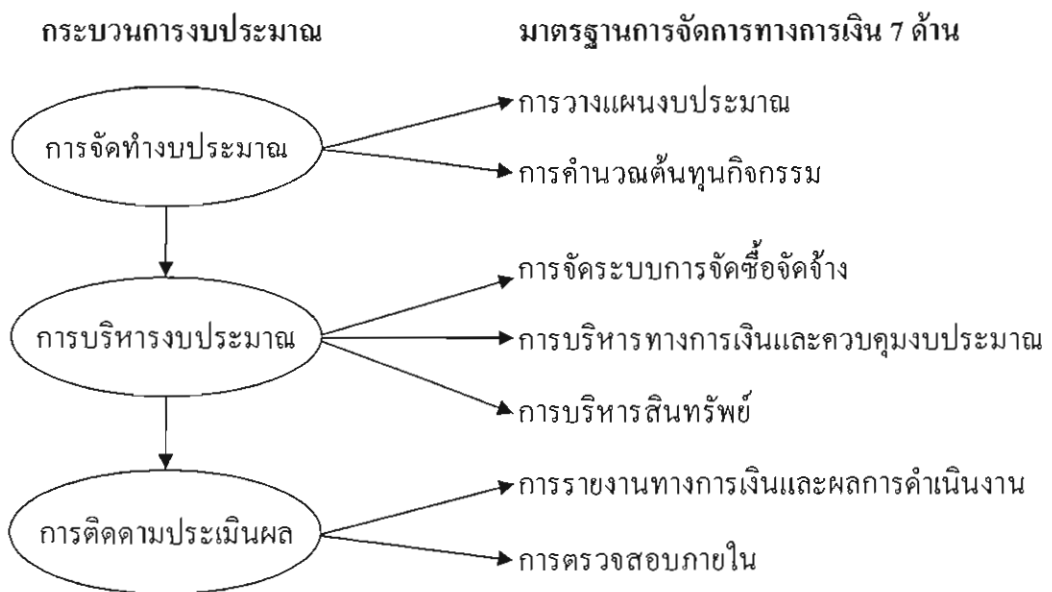 กระบวนการงบประมาณ มาตรฐานการจัดการทางการเงิน 7 ด้าน
การจัดทำงบประมาณ
การวางแผนงบประมาณ
การคำนวณต้นทุนกิจกรรม
การบริหารงบประมาณ
การจัดระบบการจัดซื้อจัดจ้าง
การบริหารทางการเงินและควบคุมงบประมาณ
การบริหารสินทรัพย์
การติดตามประเมินผล
การรายงานทางการเงินและผลการดำเนินงาน
การตรวจสอบภายใน